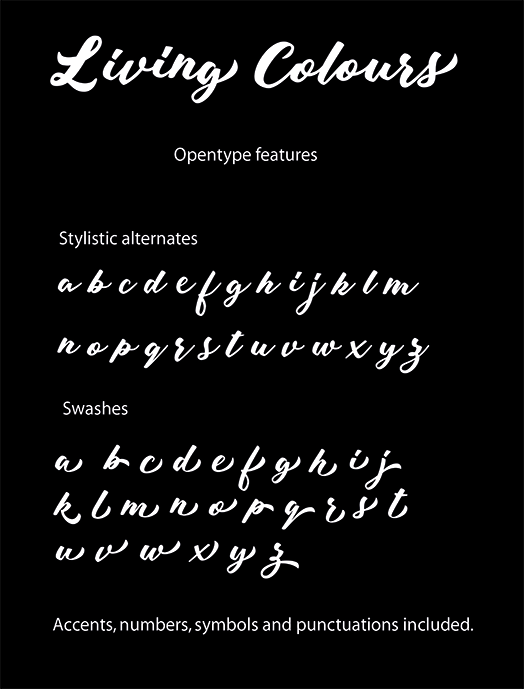 Living Colours
Opentype features
Stylistic alternates
a b c d e f g h i j k l m
n o p q r s t u v w x y z
Swashes
a b c d e f g h i j
k l m n o p q r s t
u v w x y z
Accents, numbers, symbols and punctuations included.